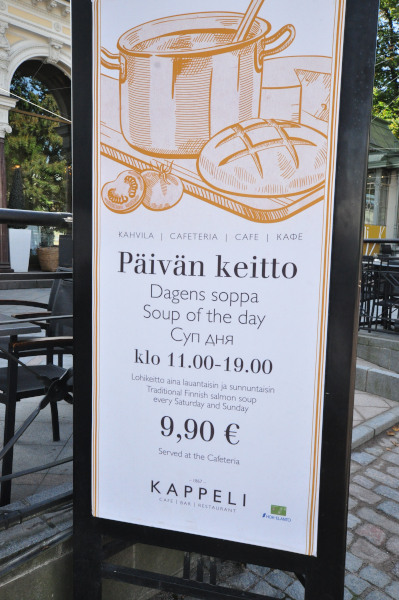 KAHVILA | CAFETERIA | CAFE | КАФЕ
Päivän keitto
Dagens soppa
Soup of the day
Суп дня
klo 11.00-19.00
Lohikeitto aina lauantaisin ja sunnuntaisin
Traditional Finnish salmon soup
every Saturday and Sunday
9,90 €
Served at the Cafeteria
- 1867 -
KAPPELI
CAFE | BAR | RESTAURANT